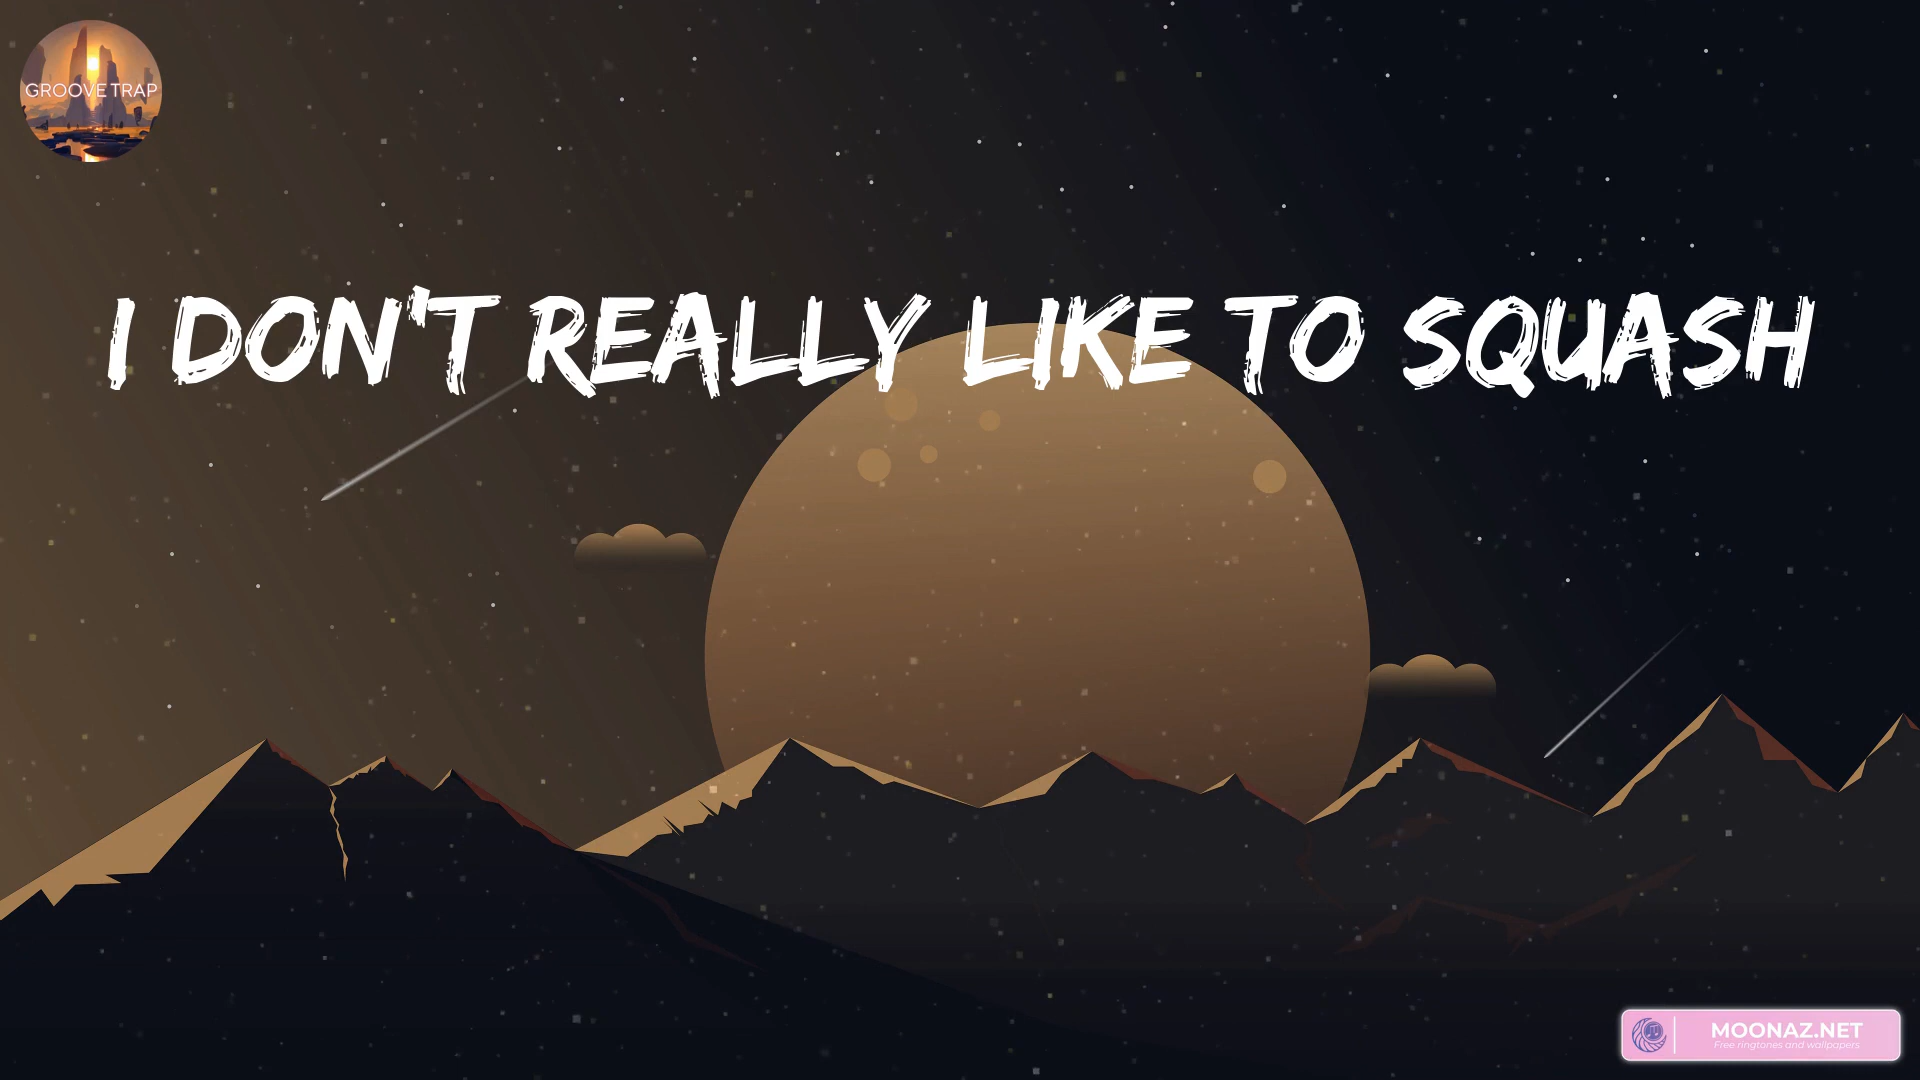 GROOVE TRAP
I DON'T REALLY LIKE TO SQUASH
MOONAZ.NET
Free ringtones and wallpapers